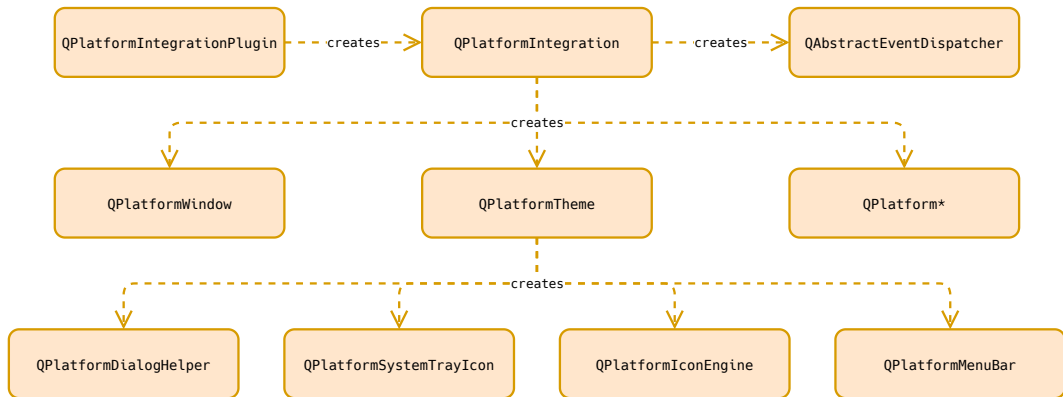 QPlatformIntegrationPlugin
creates
QPlatformIntegration
creates
QAbstractEventDispatcher
creates
QPlatformWindow
QPlatformTheme
QPlatform*
creates
QPlatformDialogHelper
QPlatformSystemTrayIcon
QPlatformIconEngine
QPlatformMenuBar